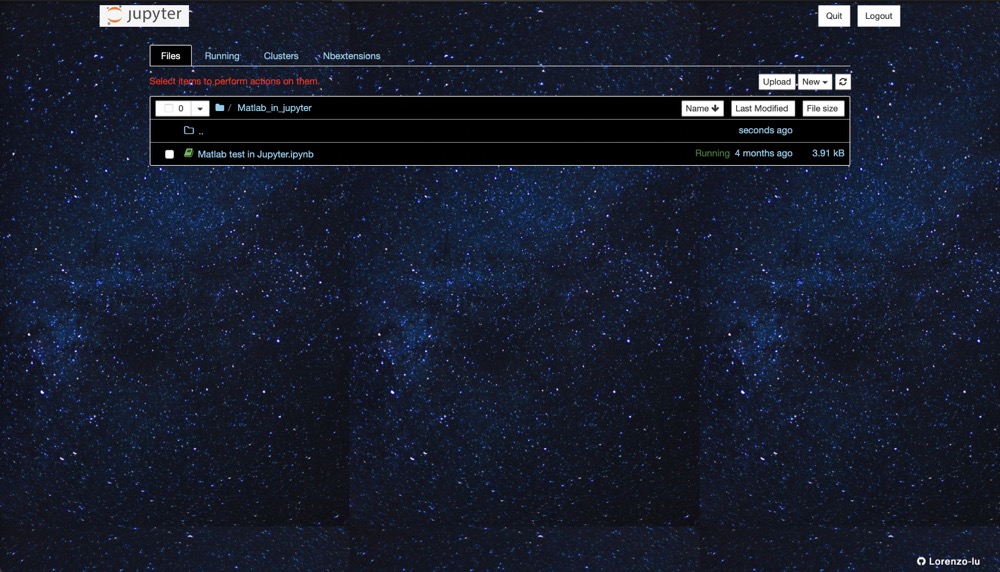 jupyter
Quit Logout
Files Running Clusters Nbextensions
Select items to perform actions on them.
Upload New
0 / Matlab_in_jupyter Name Last Modified File size
.. seconds ago
Matlab test in Jupyter.ipynb Running 4 months ago 3.91 kB
Lorenzo-lu